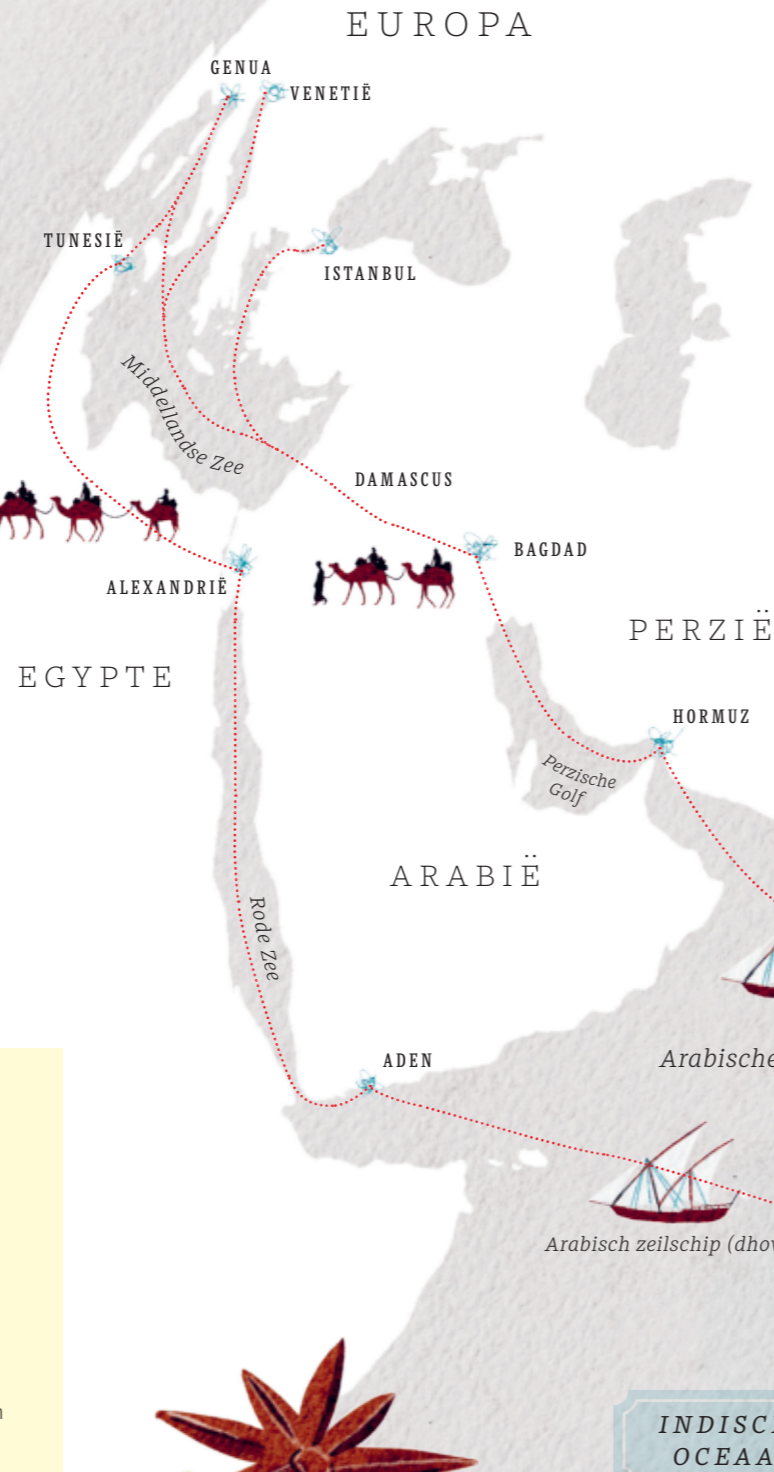 EUROPA
GENUA
VENETIË
TUNESIË
ISTANBUL
Middellandse Zee
DAMASCUS
BAGDAD
ALEXANDRIË
PERZIË
EGYPTE
HORMUZ
Perzische
Golf
ARABIË
Rode Zee
ADEN
Arabische
Arabisch zeilschip (dhow
INDISC
OCEAA